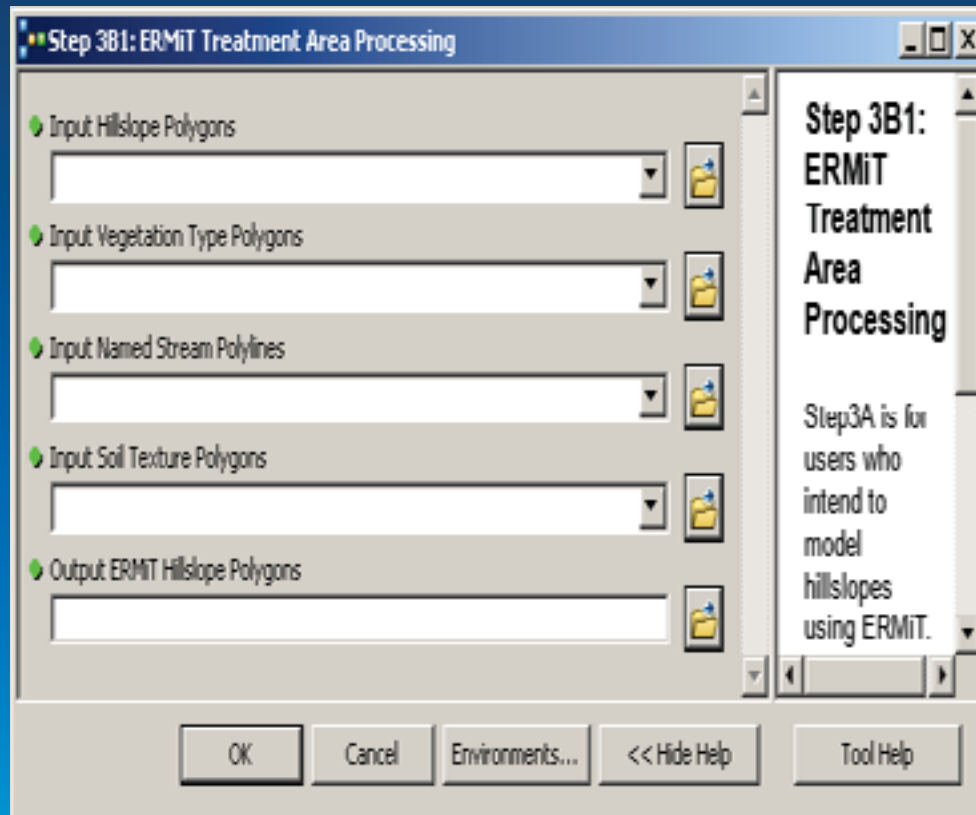 Step 3B1: ERMiT Treatment Area Processing
Input Hillslope Polygons
Input Vegetation Type Polygons
Input Named Stream Polylines
Input Soil Texture Polygons
Output ERMiT Hillslope Polygons
Step 3B1:
ERMiT
Treatment
Area
Processing
Step3A is for
users who
intend to
model
hillslopes
using ERMiT.
OK
Cancel
Environments...
<< Hide Help
Tool Help